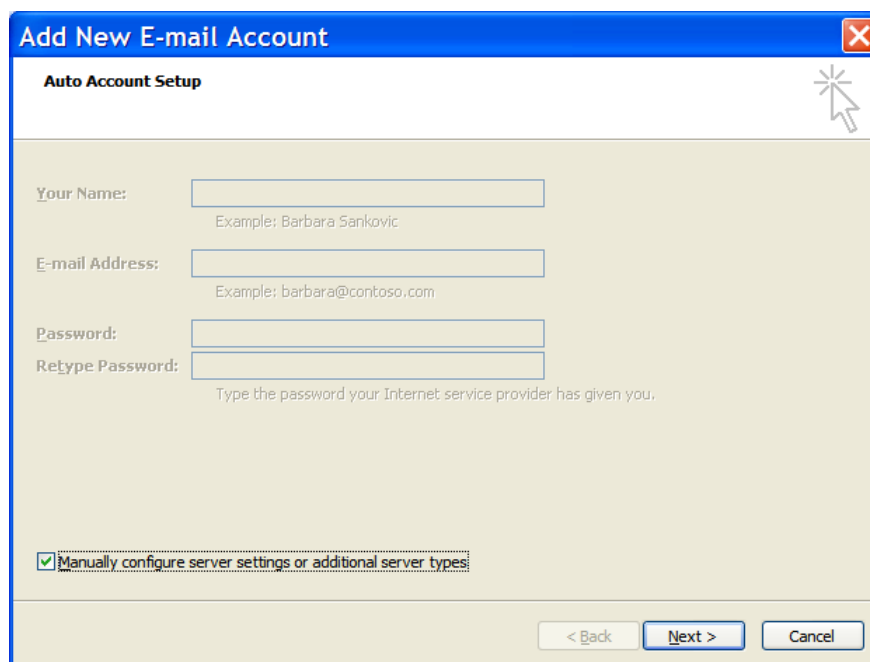 Add New E-mail Account
Auto Account Setup
Your Name:
Example: Barbara Sankovic
E-mail Address:
Example: barbara@contoso.com
Password:
Retype Password:
Type the password your Internet service provider has given you.
Manually configure server settings or additional server types
< Back Next > Cancel